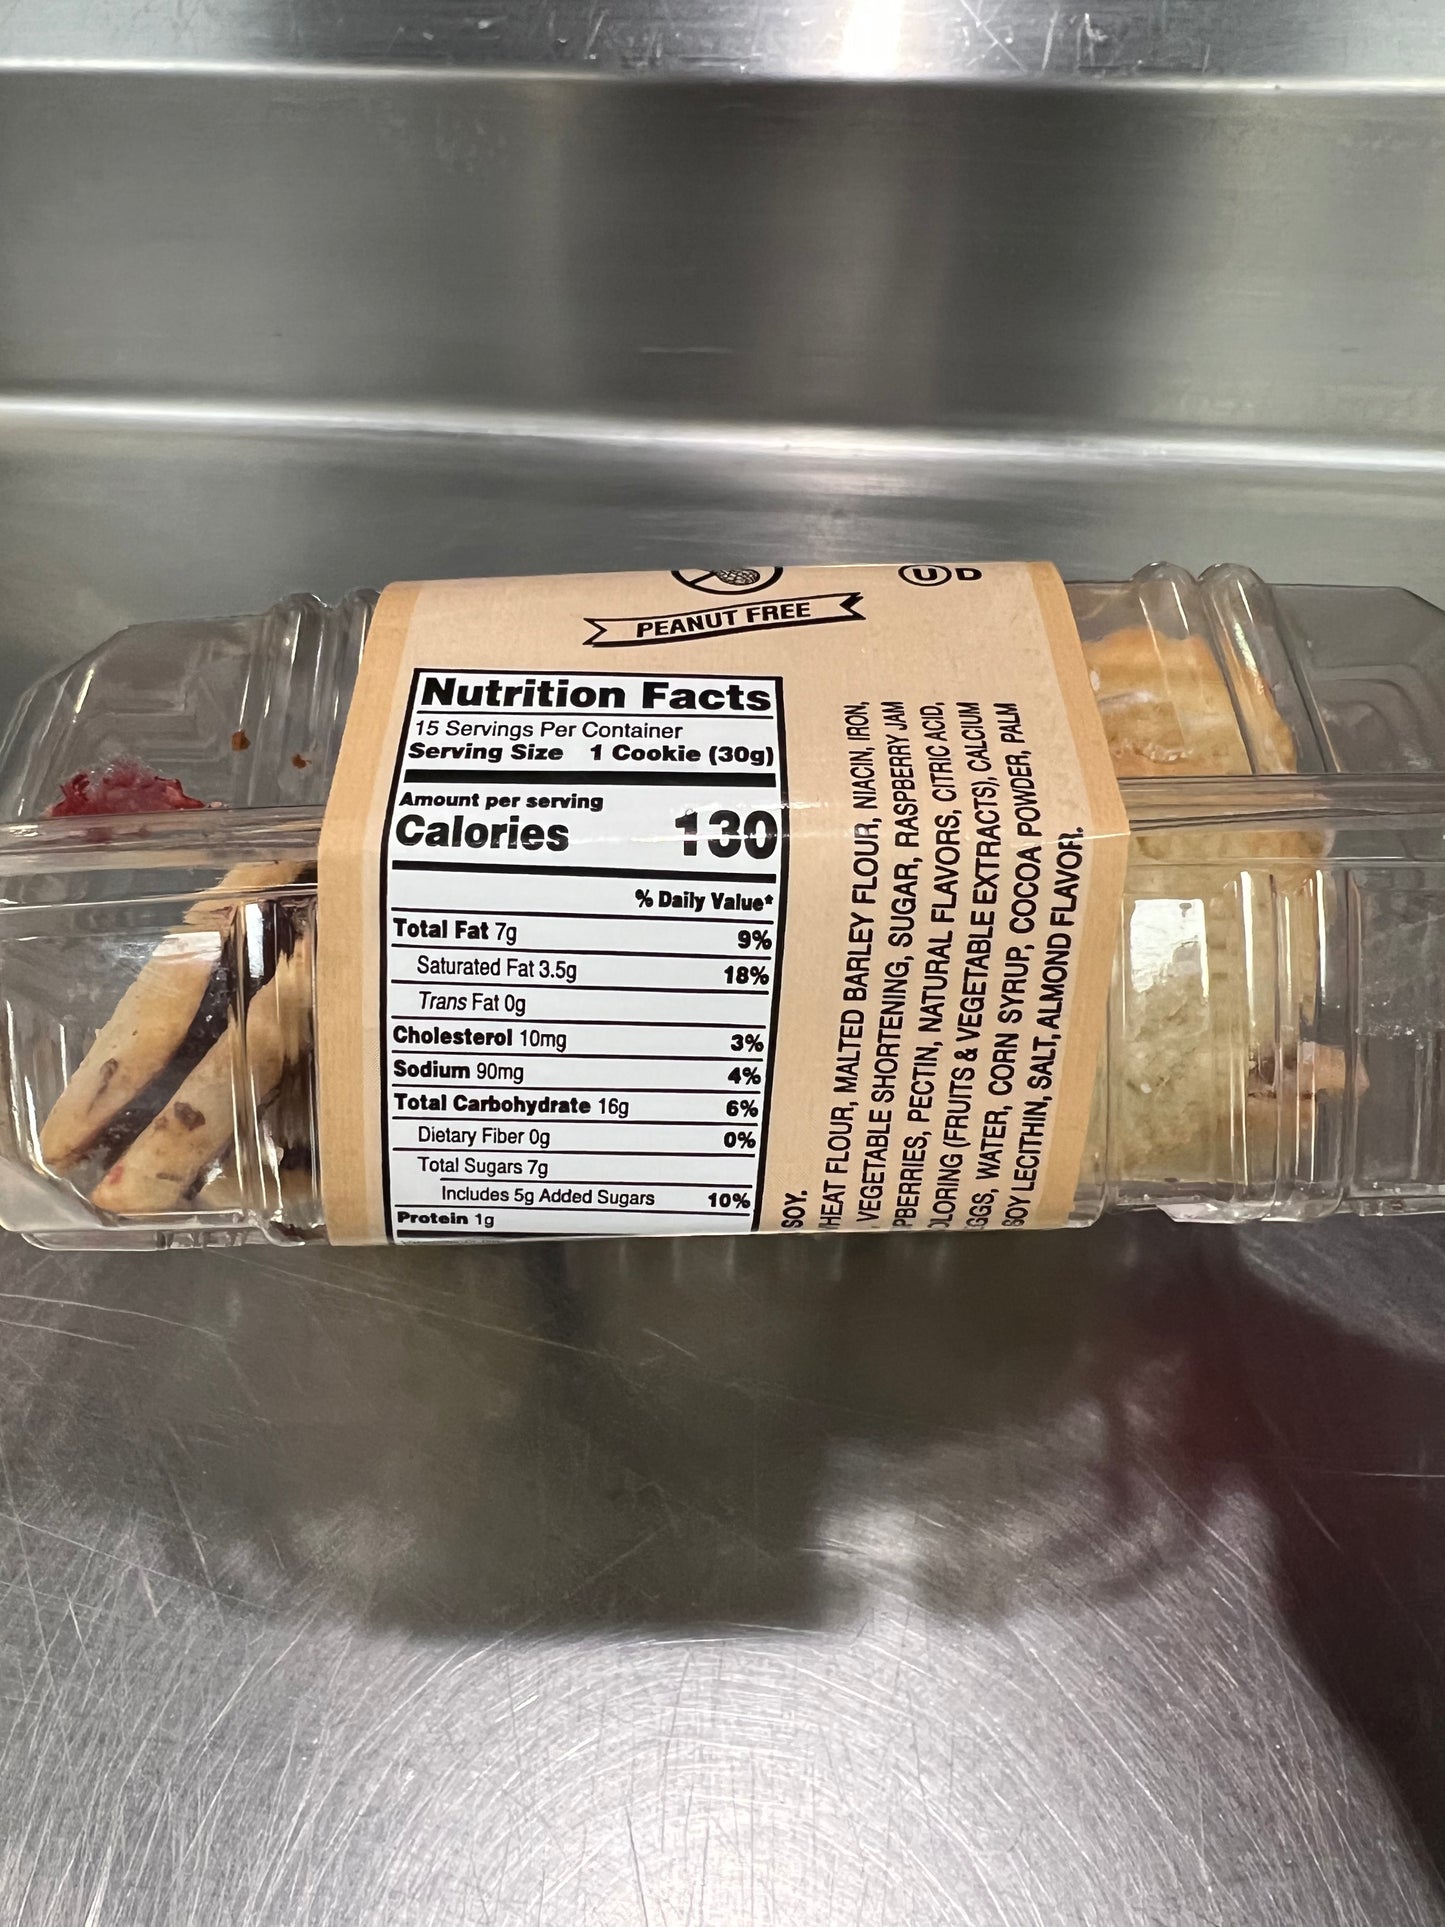 U D
PEANUT FREE
Nutrition Facts
15 Servings Per Container
Serving Size 1 Cookie (30g)
Amount per serving
Calories 130
% Daily Value*
Total Fat 7g 9%
Saturated Fat 3.5g 18%
Trans Fat 0g
Cholesterol 10mg 3%
Sodium 90mg 4%
Total Carbohydrate 16g 6%
Dietary Fiber 0g 0%
Total Sugars 7g
Includes 5g Added Sugars 10%
Protein 1g
SOY.
HEAT FLOUR, MALTED BARLEY FLOUR, NIACIN, IRON,
VEGETABLE SHORTENING, SUGAR, RASPBERRY JAM
PBERRIES, PECTIN, NATURAL FLAVORS, CITRIC ACID,
OLORING (FRUITS & VEGETABLE EXTRACTS), CALCIUM
GGS, WATER, CORN SYRUP, COCOA POWDER, PALM
SOY LECITHIN, SALT, ALMOND FLAVOR.